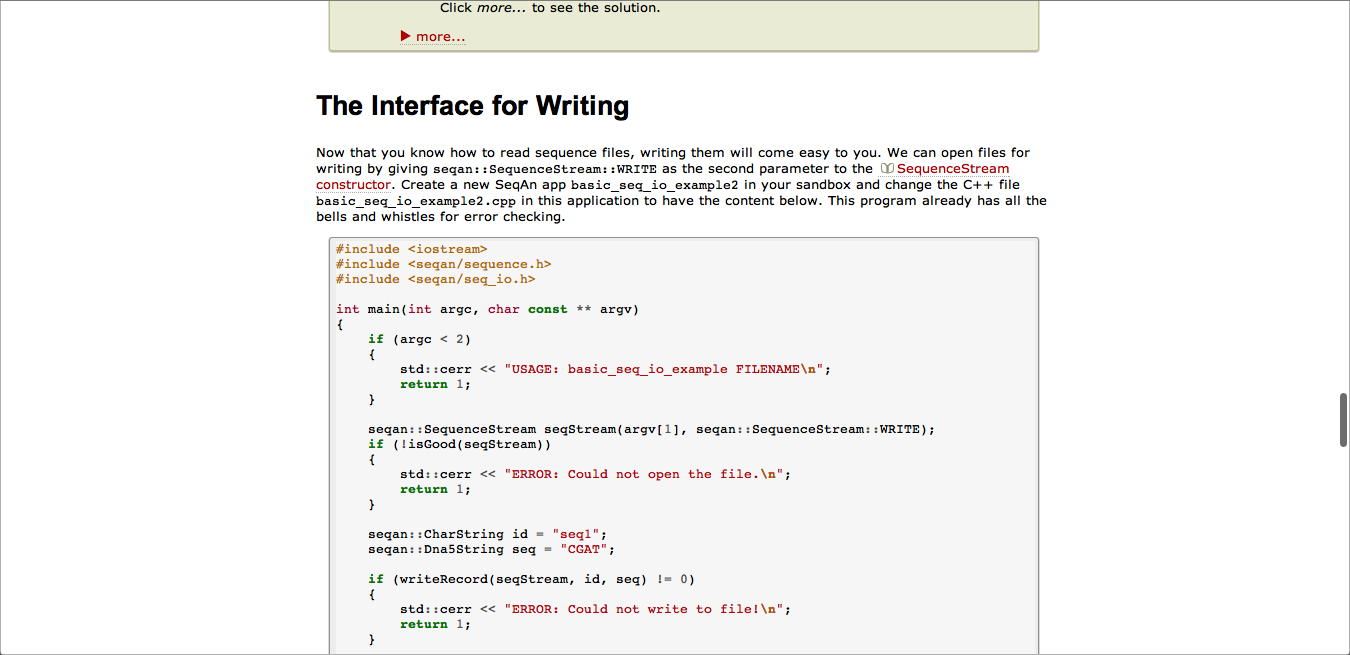 Click more... to see the solution.
▶ more...
The Interface for Writing
Now that you know how to read sequence files, writing them will come easy to you. We can open files for
writing by giving seqan::SequenceStream::WRITE as the second parameter to the SequenceStream
constructor. Create a new SeqAn app basic_seq_io_example2 in your sandbox and change the C++ file
basic_seq_io_example2.cpp in this application to have the content below. This program already has all the
bells and whistles for error checking.
#include <iostream>
#include <seqan/sequence.h>
#include <seqan/seq_io.h>
int main(int argc, char const ** argv)
{
    if (argc < 2)
    {
        std::cerr << "USAGE: basic_seq_io_example FILENAME\n";
        return 1;
    }
    seqan::SequenceStream seqStream(argv[1], seqan::SequenceStream::WRITE);
    if (!isGood(seqStream))
    {
        std::cerr << "ERROR: Could not open the file.\n";
        return 1;
    }
    seqan::CharString id = "seq1";
    seqan::Dna5String seq = "CGAT";
    if (writeRecord(seqStream, id, seq) != 0)
    {
        std::cerr << "ERROR: Could not write to file!\n";
        return 1;
    }